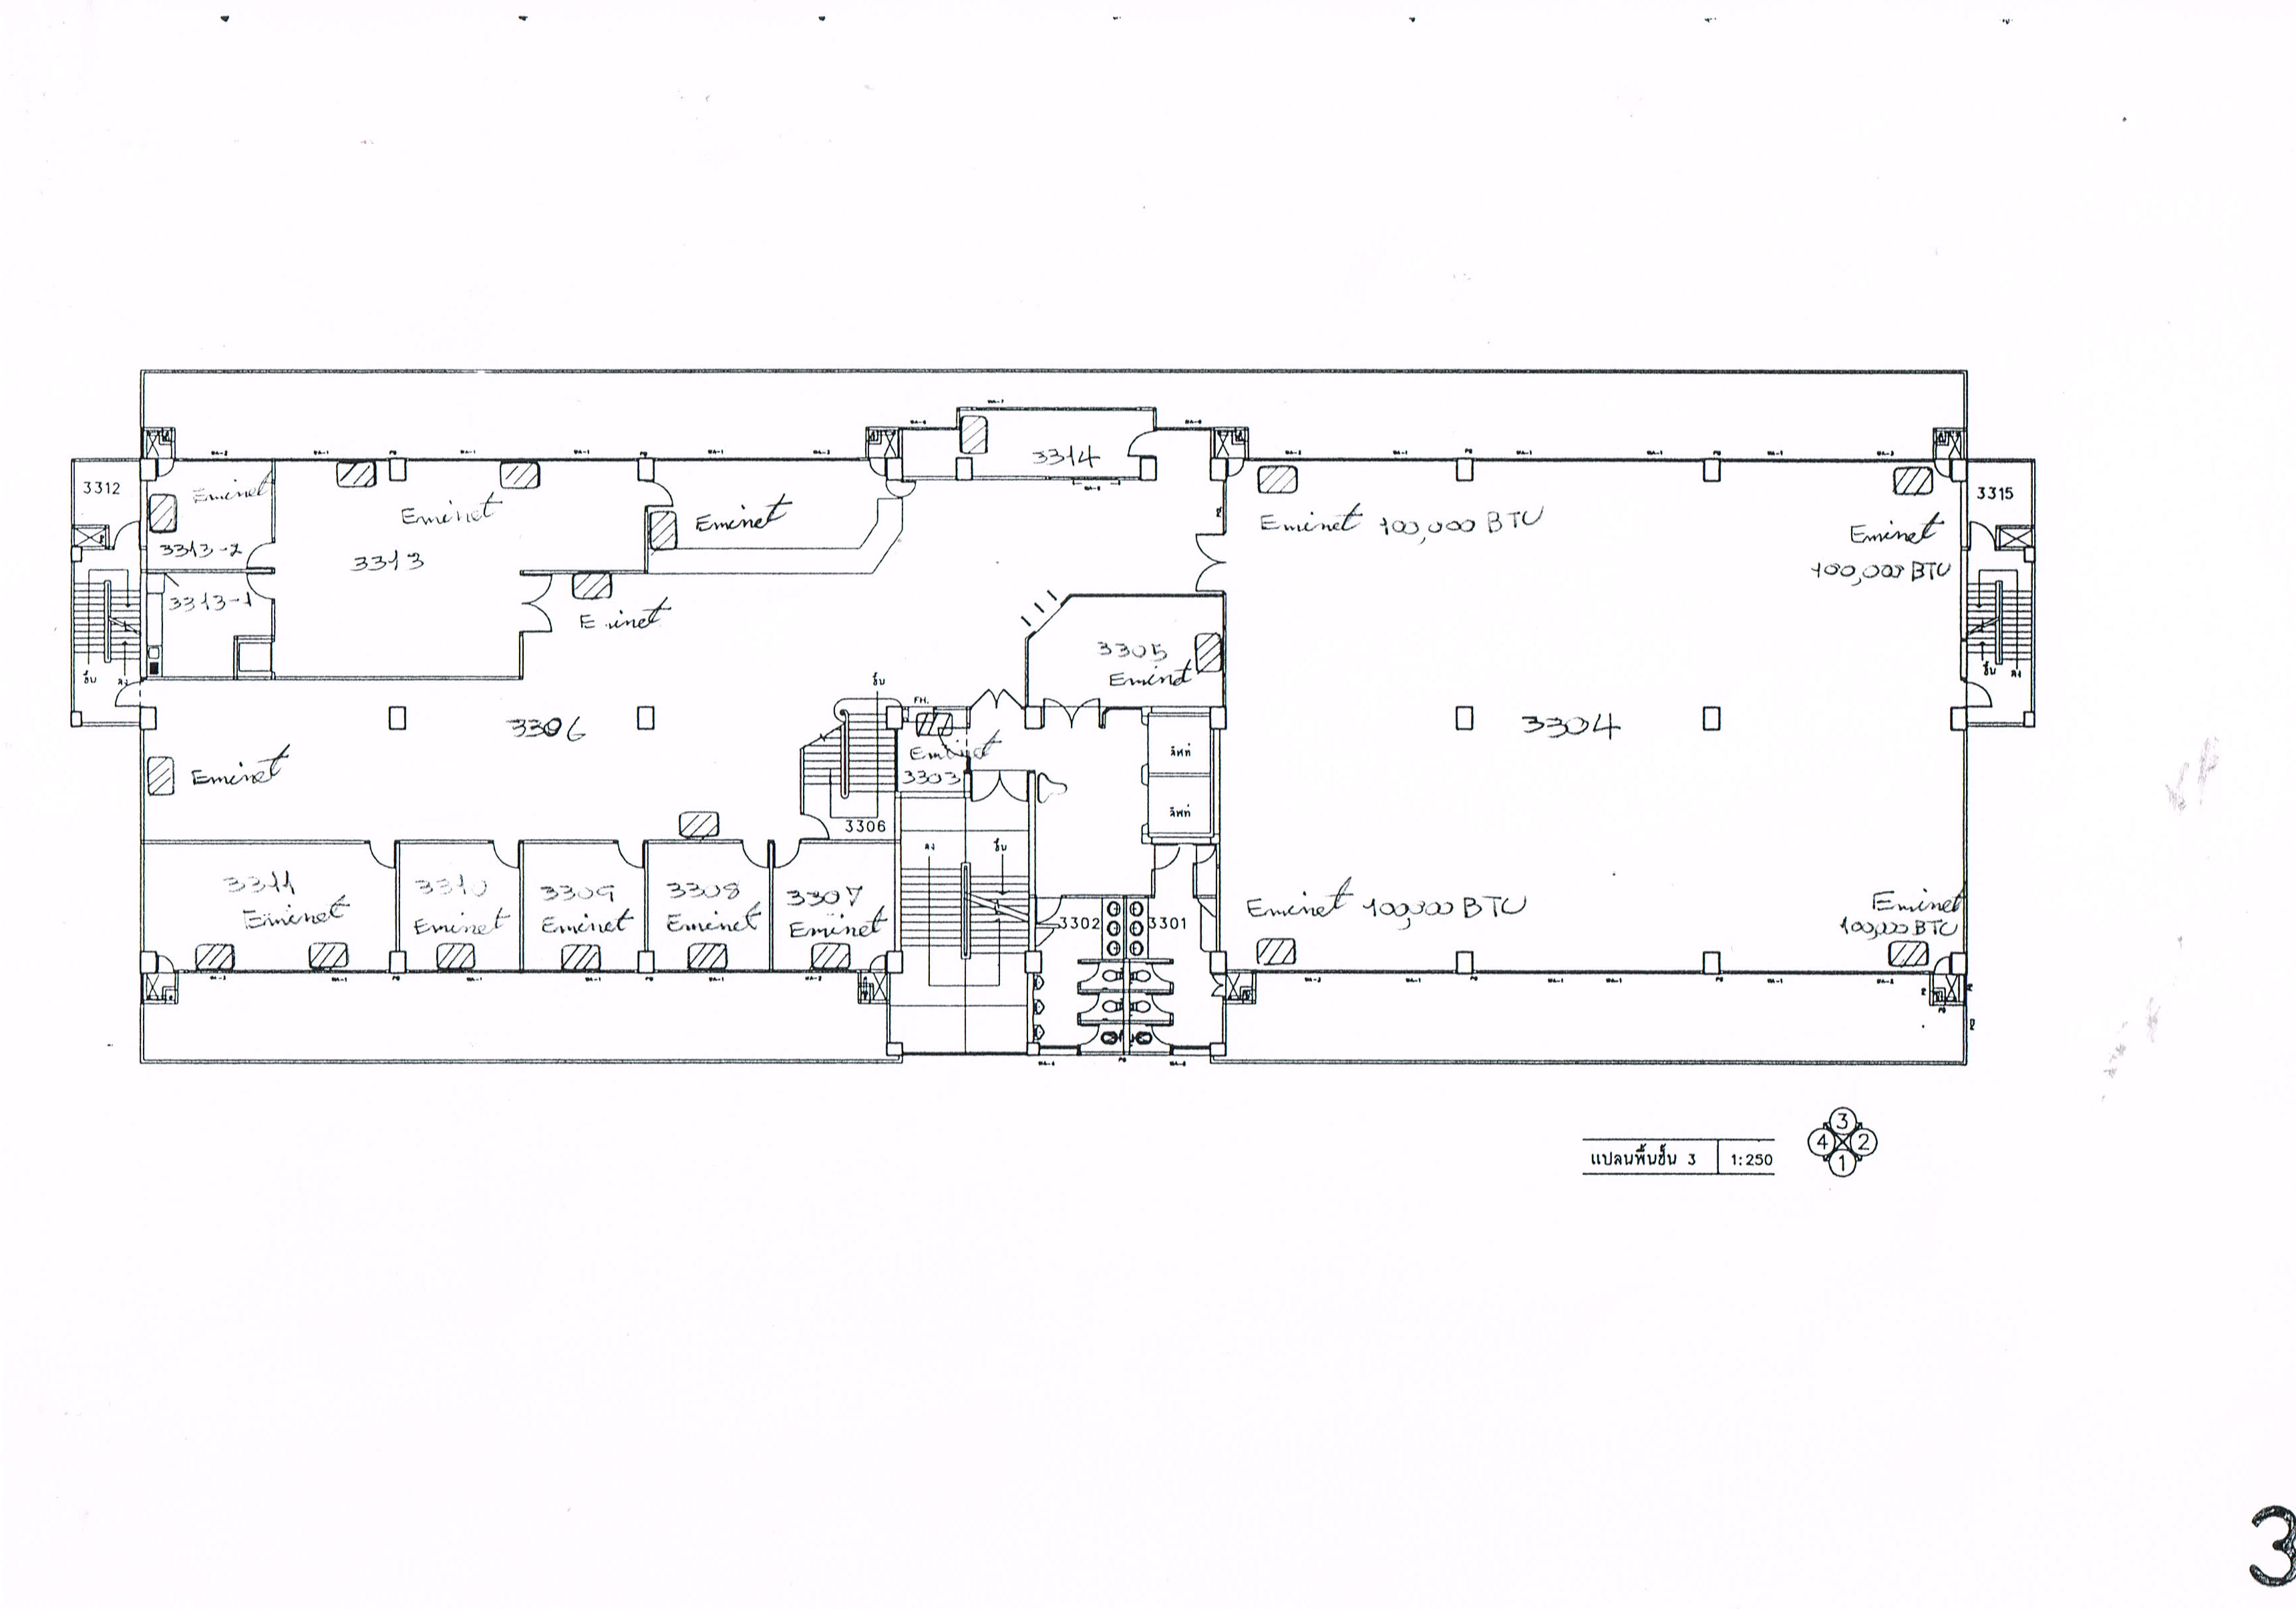 3314
3312
Eminet
3313-2
Eminet
3313
Eminet
Eminet 100,000 BTU
Eminet
100,000 BTU
3315
3313-1
Eminet
3305
Eminet
ขึ้น
ลง
ขึ้น
FH.
ขึ้น
ลง
3306
Eminet
3303
ลิฟท์
3304
Eminet
3306
ลิฟท์
3311
Eminet
3310
Eminet
3309
Eminet
3308
Eminet
3307
Eminet
ลง
ขึ้น
3302
3301
Eminet 100,000 BTU
Eminet
100,000 BTU
แปลนพื้นชั้น 3
1:250
3
4
2
1
3